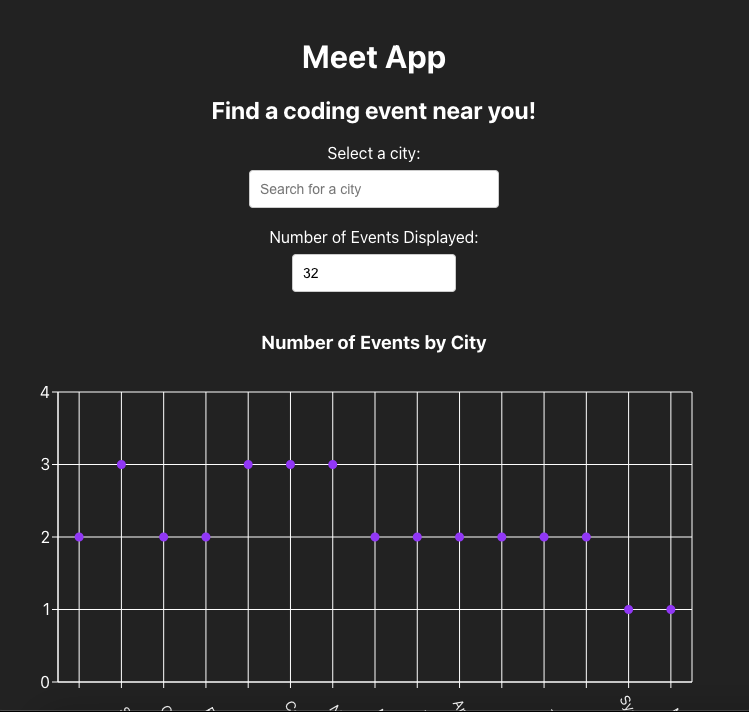 Meet App
Find a coding event near you!
Select a city:
Search for a city
Number of Events Displayed:
32
Number of Events by City
4
3
2
1
0